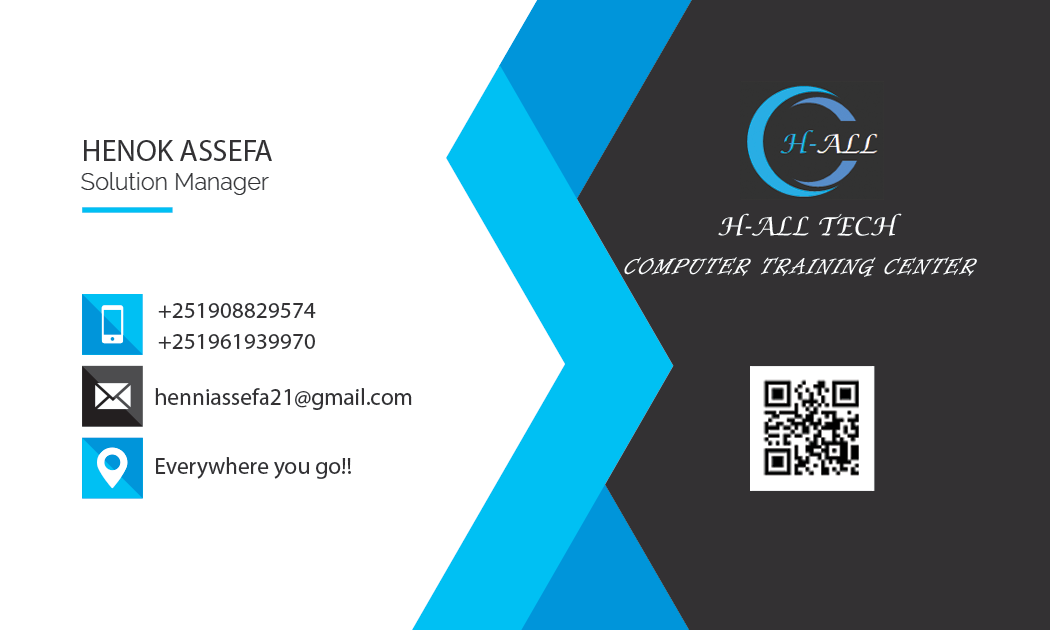 HENOK ASSEFA
Solution Manager
+251908829574
+251961939970
henniassefa21@gmail.com
Everywhere you go!!
H-ALL
H-ALL TECH
COMPUTER TRAINING CENTER